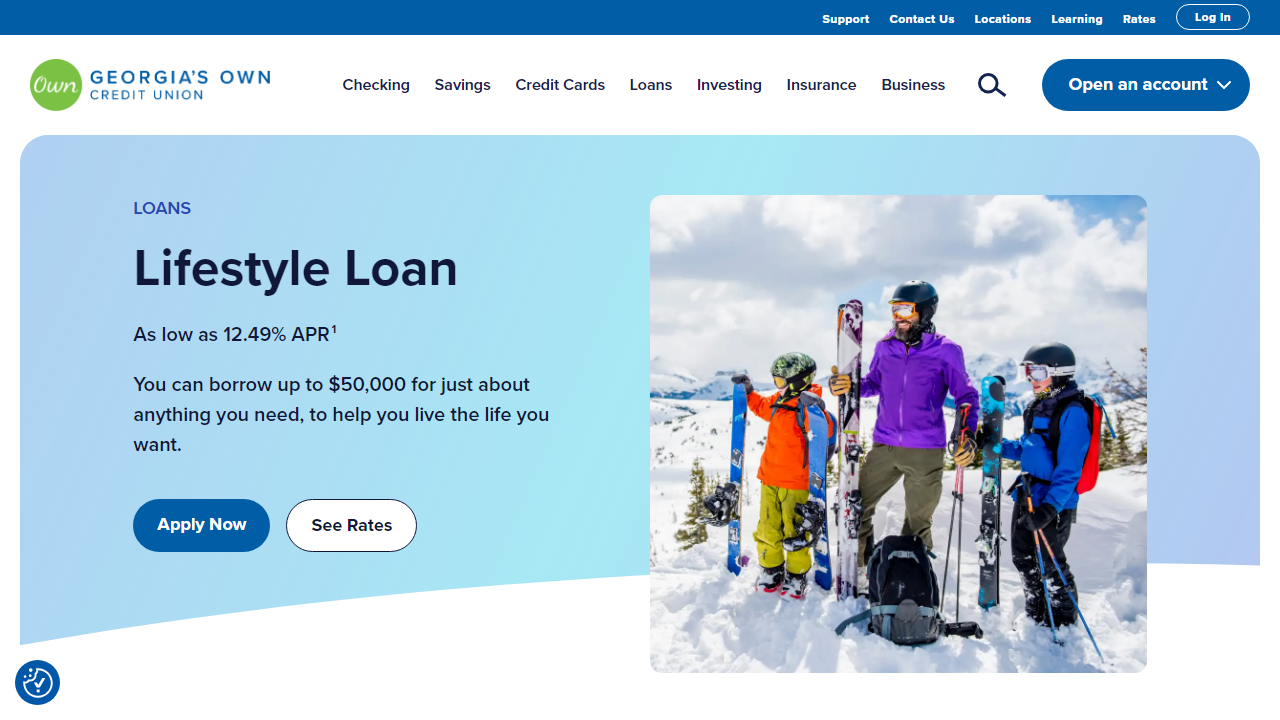 Support Contact Us Locations Learning Rates Log In
Own GEORGIA'S OWN
CREDIT UNION
Checking Savings Credit Cards Loans Investing Insurance Business Open an account
LOANS
Lifestyle Loan
As low as 12.49% APR¹
You can borrow up to $50,000 for just about
anything you need, to help you live the life you
want.
Apply Now See Rates